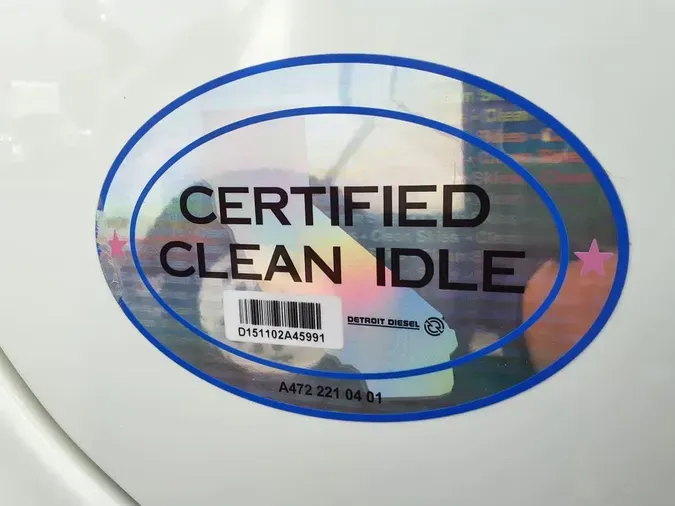 CERTIFIED
CLEAN IDLE
D151102A45991
DETROIT DIESEL
A472 221 04 01